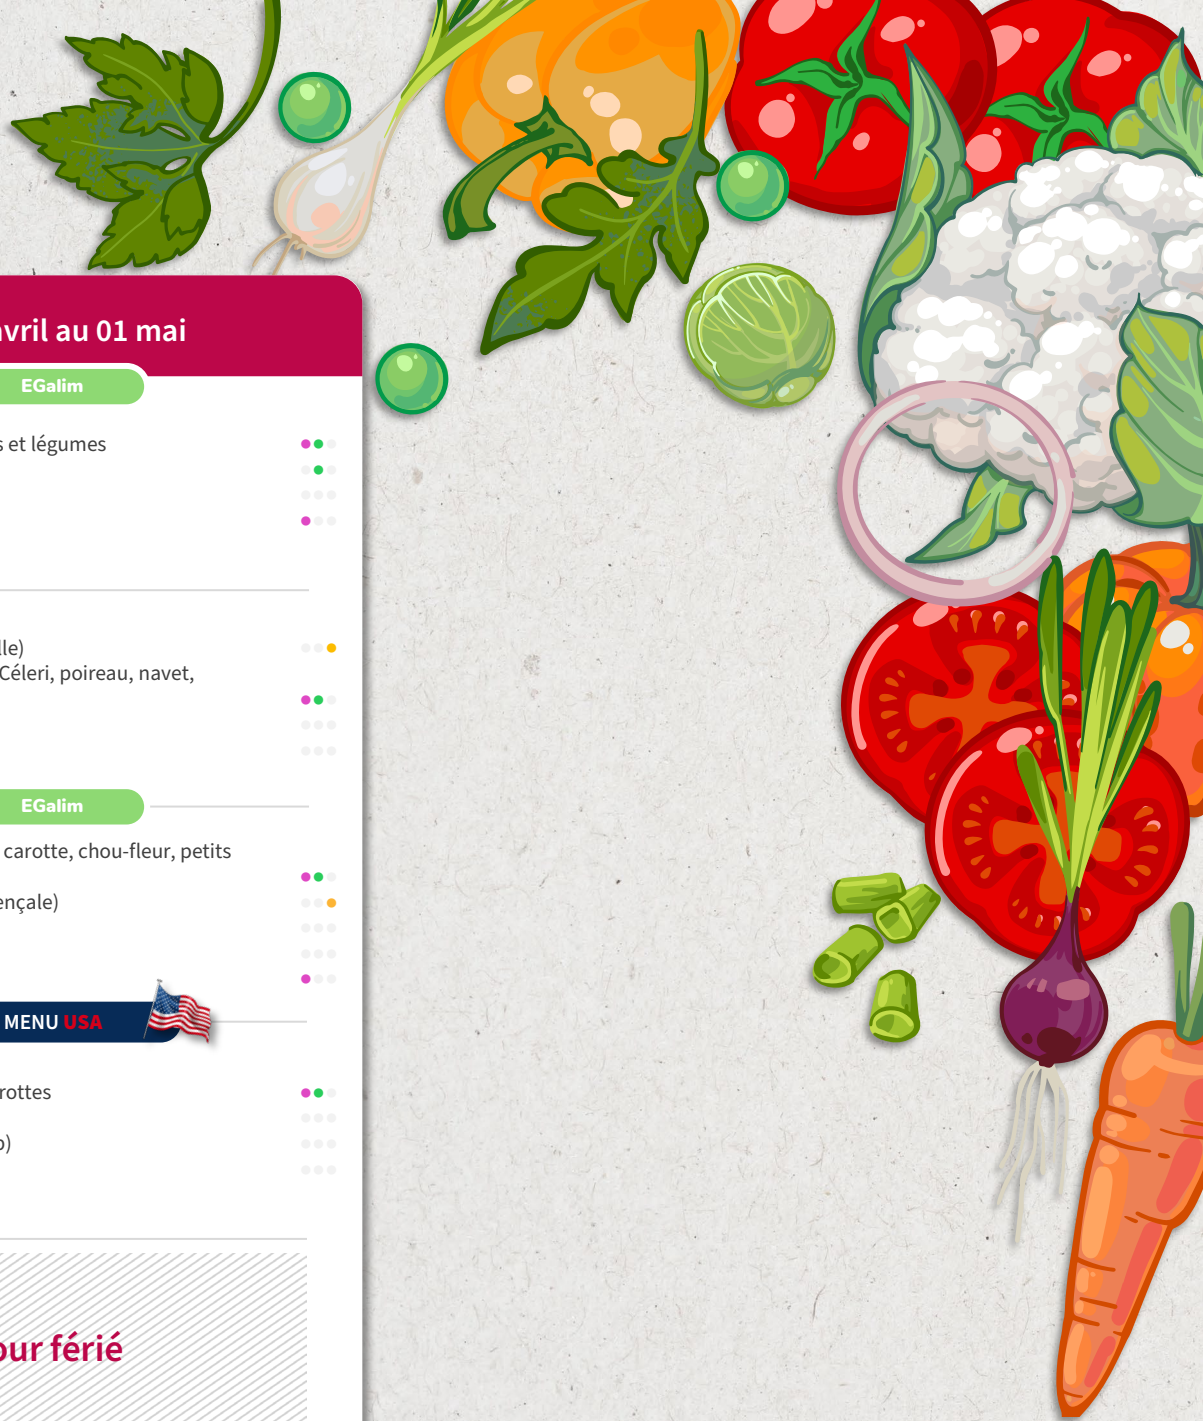 avril au 01 mai
EGalim
s et légumes
lle)
Céleri, poireau, navet,
EGalim
carotte, chou-fleur, petits
ençale)
MENU USA
rottes
o)
our férié